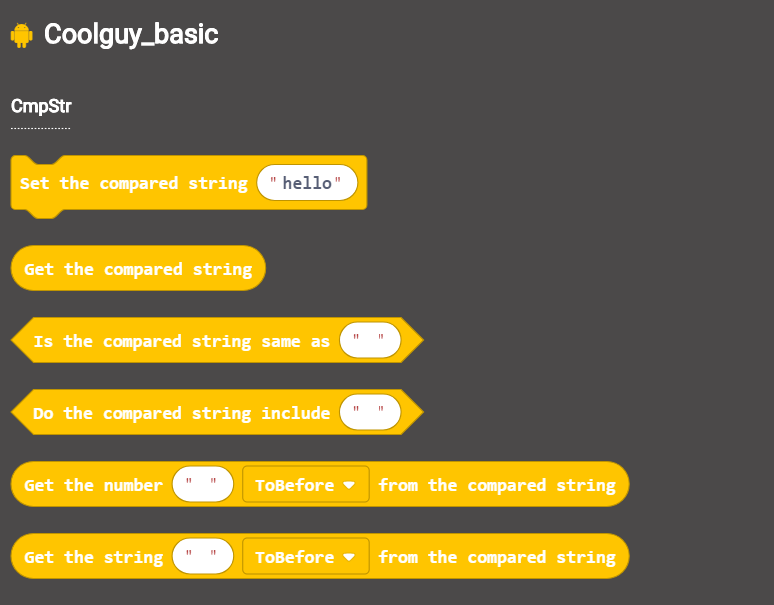 Coolguy_basic
CmpStr
Set the compared string "hello"
Get the compared string
Is the compared string same as " "
Do the compared string include " "
Get the number " " ToBefore from the compared string
Get the string " " ToBefore from the compared string